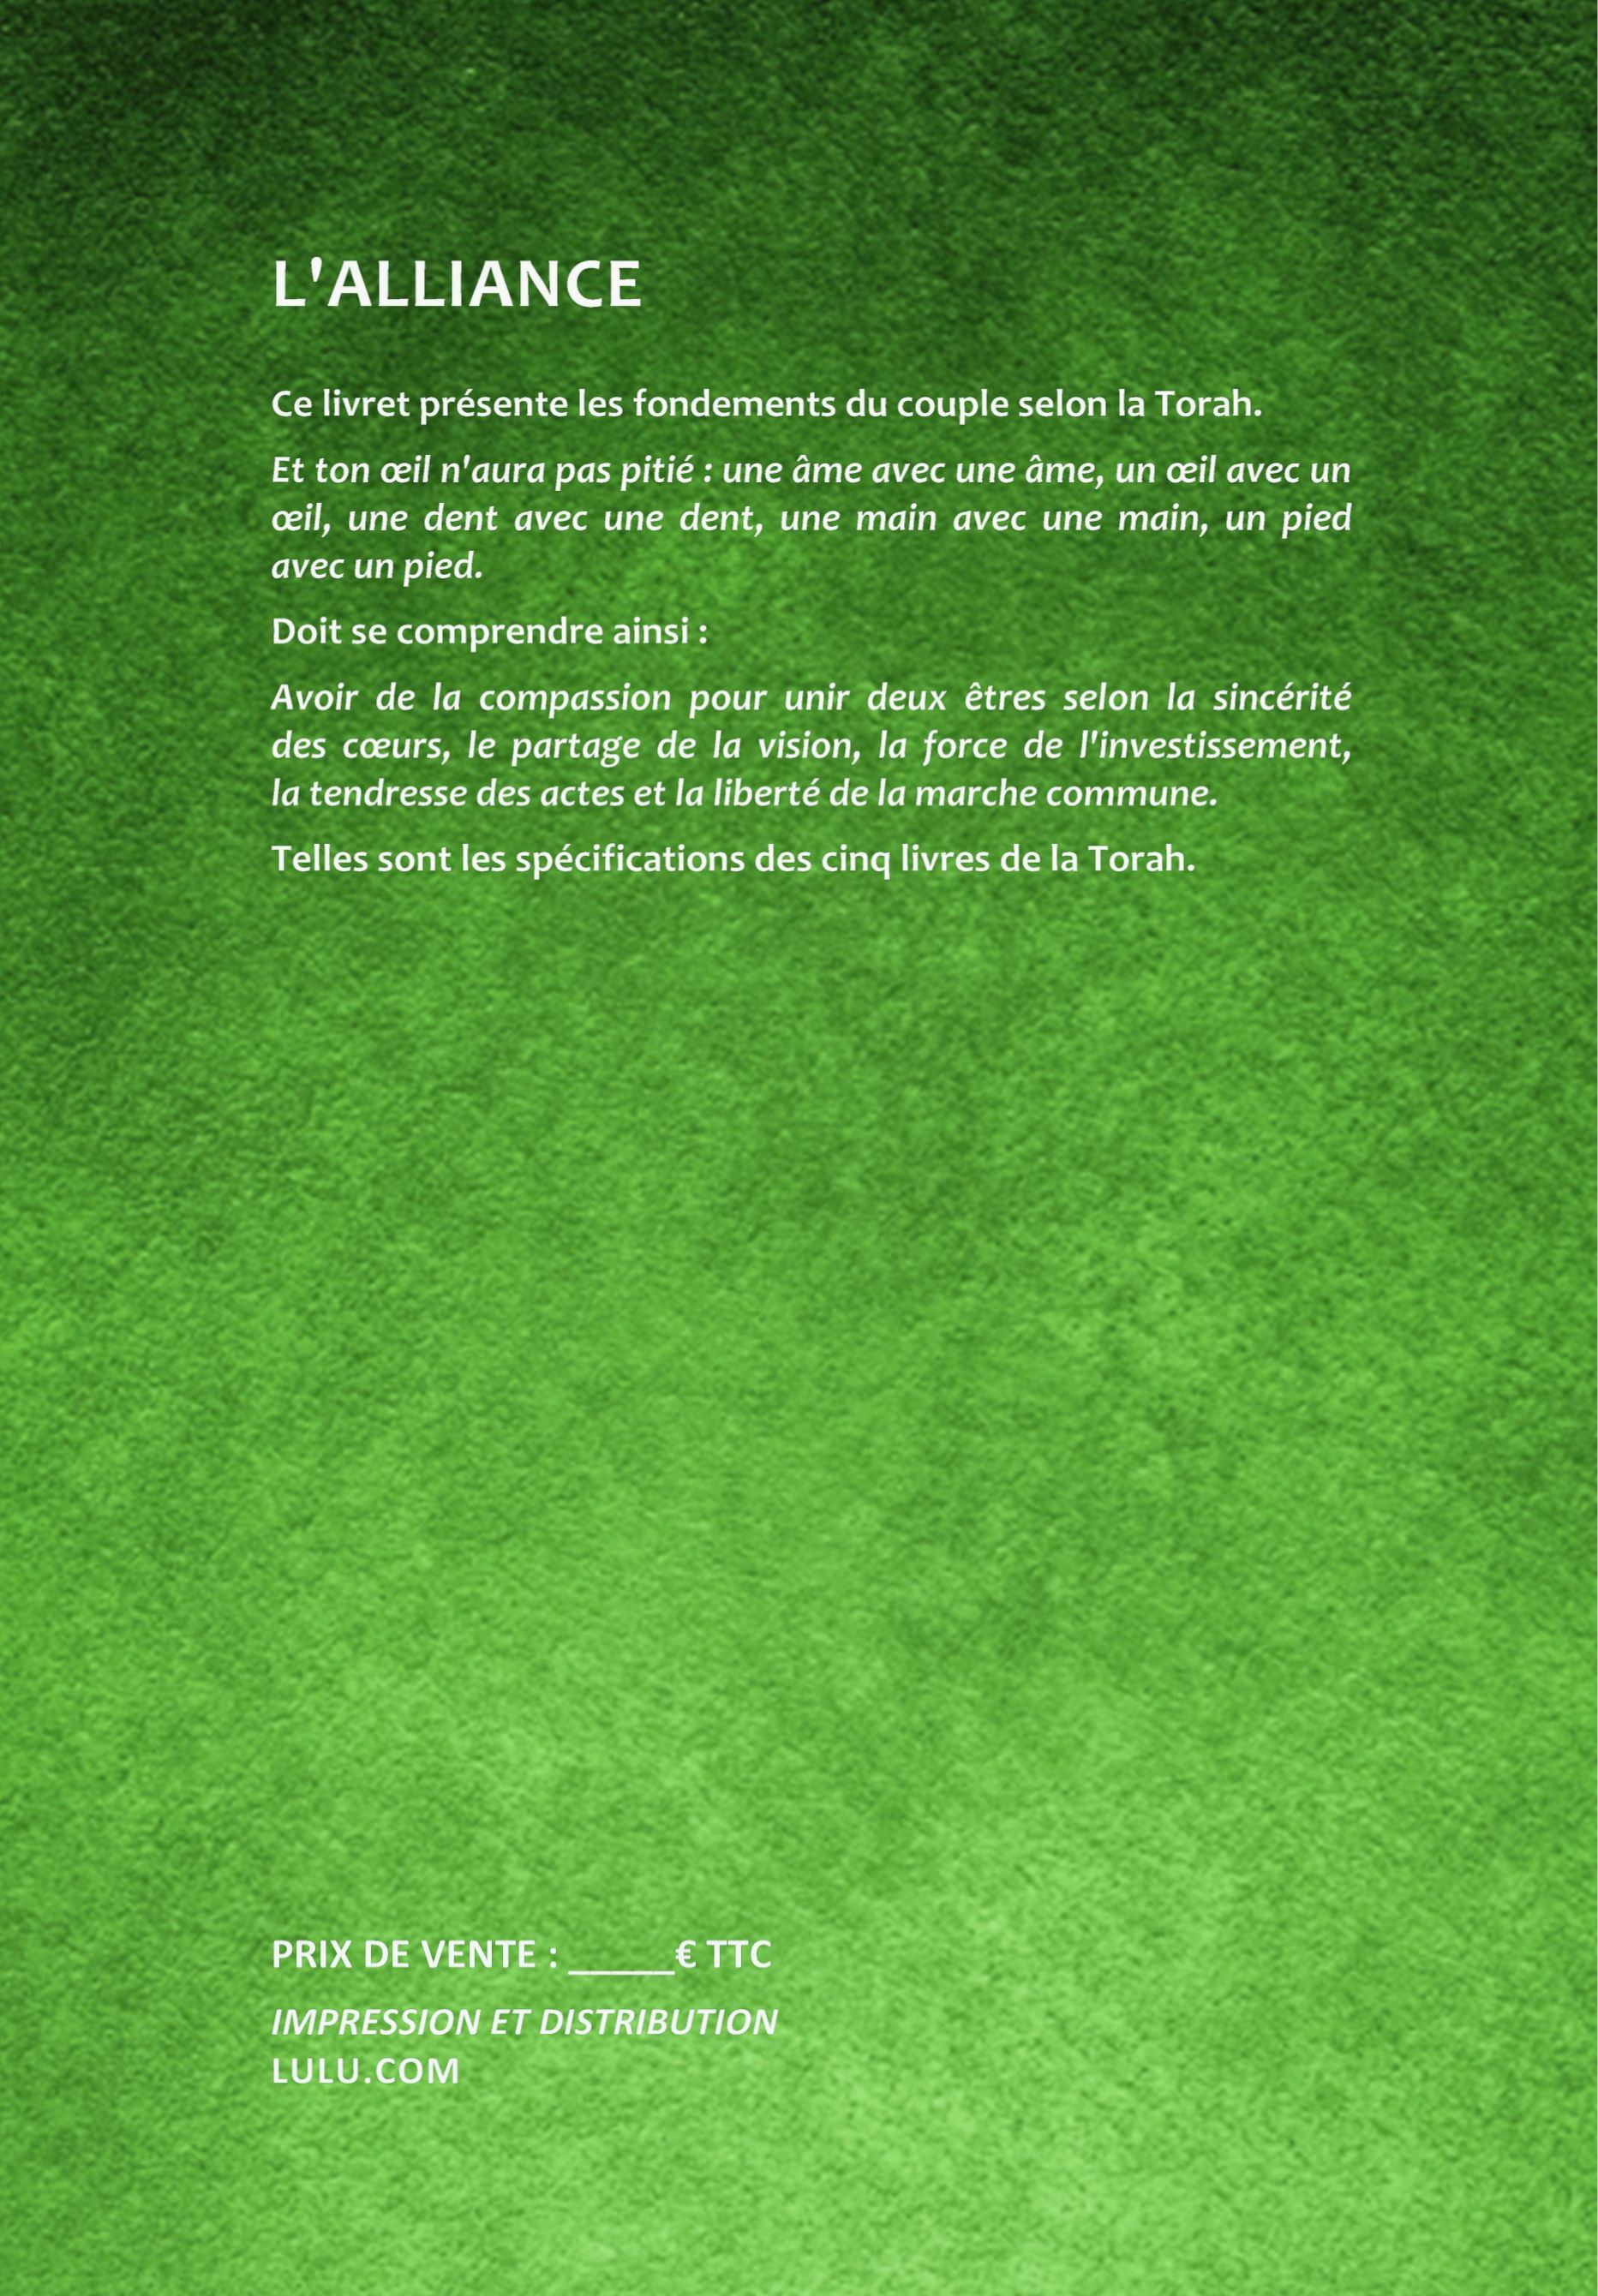 L'ALLIANCE
Ce livret présente les fondements du couple selon la Torah.
Et ton œil n'aura pas pitié : une âme avec une âme, un œil avec un
œil, une dent avec une dent, une main avec une main, un pied
avec un pied.
Doit se comprendre ainsi :
Avoir de la compassion pour unir deux êtres selon la sincérité
des cœurs, le partage de la vision, la force de l'investissement,
la tendresse des actes et la liberté de la marche commune.
Telles sont les spécifications des cinq livres de la Torah.
PRIX DE VENTE : _____€ TTC
IMPRESSION ET DISTRIBUTION
LULU.COM